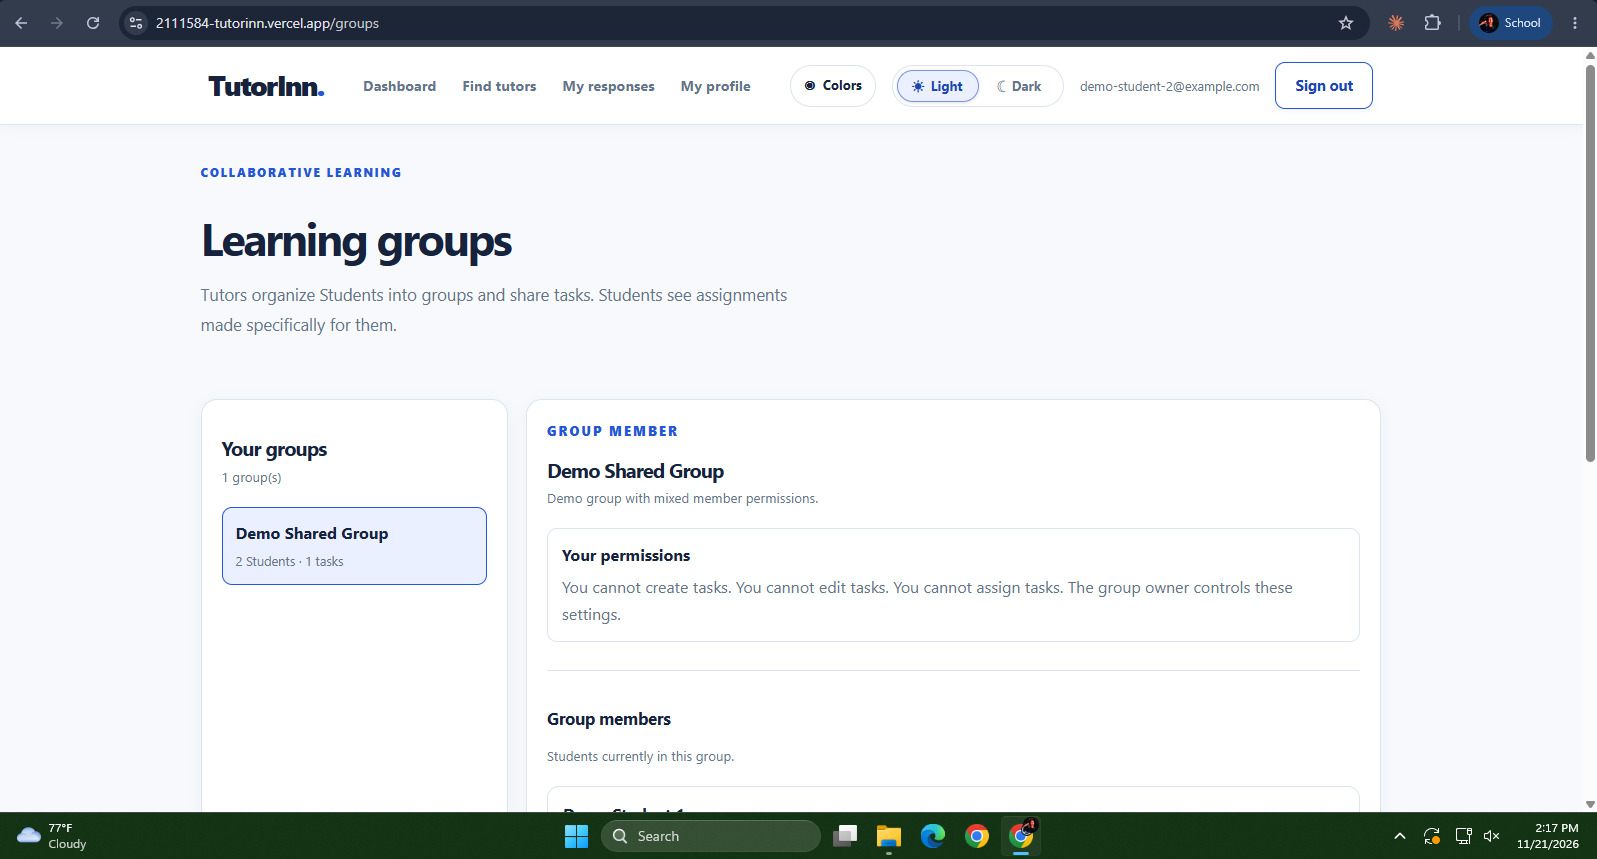 2111584-tutorinn.vercel.app/groups
School
TutorInn.
Dashboard
Find tutors
My responses
My profile
Colors
Light
Dark
demo-student-2@example.com
Sign out
COLLABORATIVE LEARNING
Learning groups
Tutors organize Students into groups and share tasks. Students see assignments
made specifically for them.
Your groups
1 group(s)
Demo Shared Group
2 Students · 1 tasks
GROUP MEMBER
Demo Shared Group
Demo group with mixed member permissions.
Your permissions
You cannot create tasks. You cannot edit tasks. You cannot assign tasks. The group owner controls these
settings.
Group members
Students currently in this group.
Demo Student 1
77°F
Cloudy
Search
2:17 PM
11/21/2026